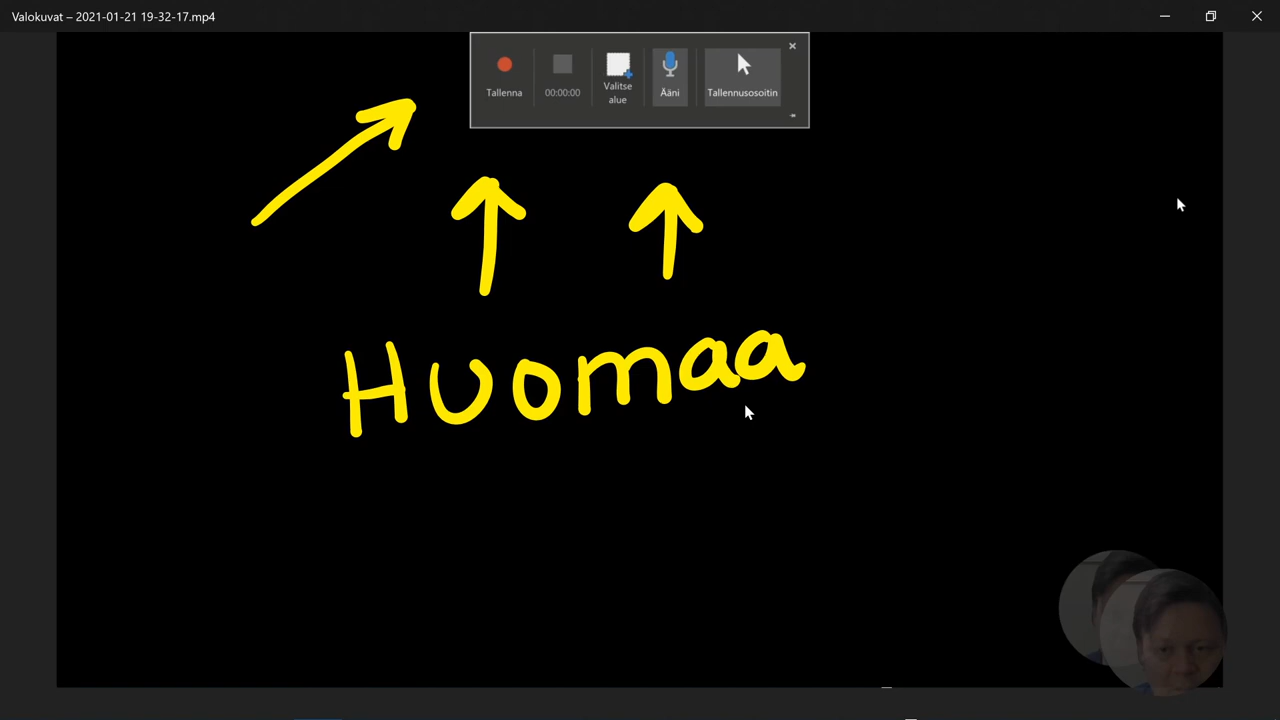 Valokuvat – 2021-01-21 19-32-17.mp4
Tallenna
00:00:00
Valitse
alue
Ääni
Tallennusosoitin
Huomaa